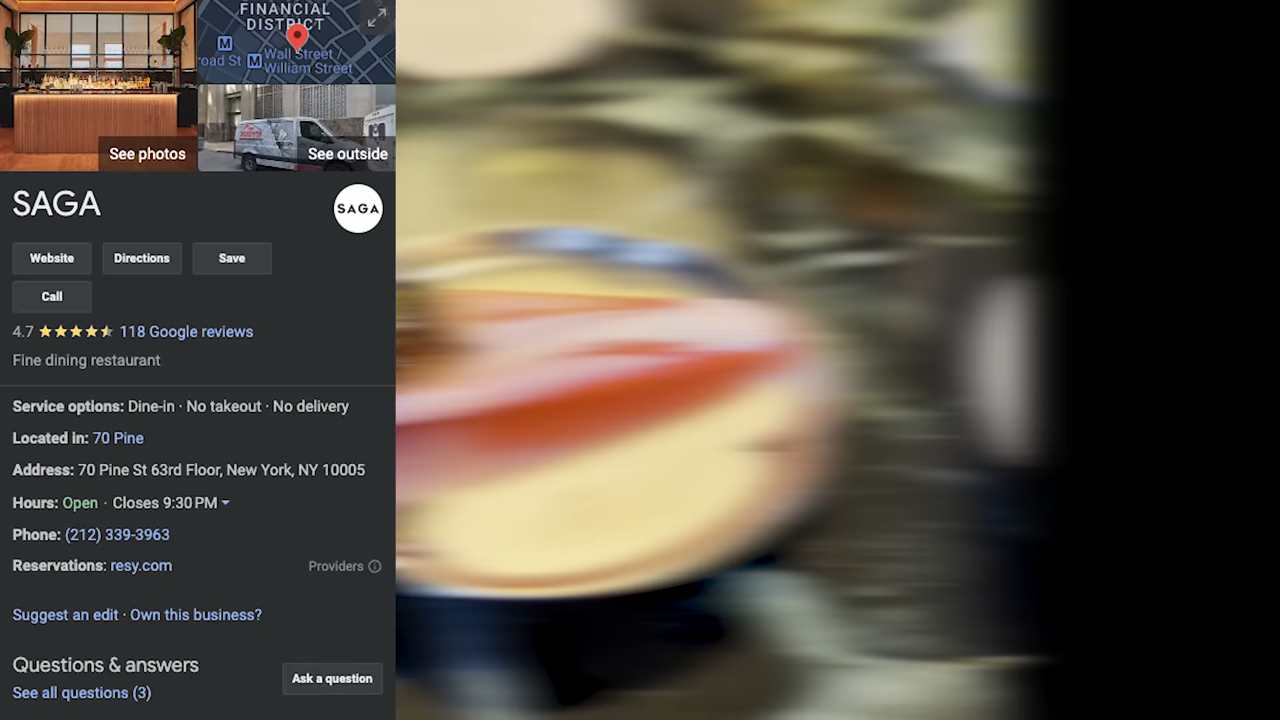 FINANCIAL
DISTRICT
M
road St
M
Wall Street /
William Street
See photos
See outside
SAGA
SAGA
Website
Directions
Save
Call
4.7
118 Google reviews
Fine dining restaurant
Service options: Dine-in · No takeout · No delivery
Located in: 70 Pine
Address: 70 Pine St 63rd Floor, New York, NY 10005
Hours: Open · Closes 9:30 PM
Phone: (212) 339-3963
Reservations: resy.com
Providers
Suggest an edit · Own this business?
Questions & answers
See all questions (3)
Ask a question